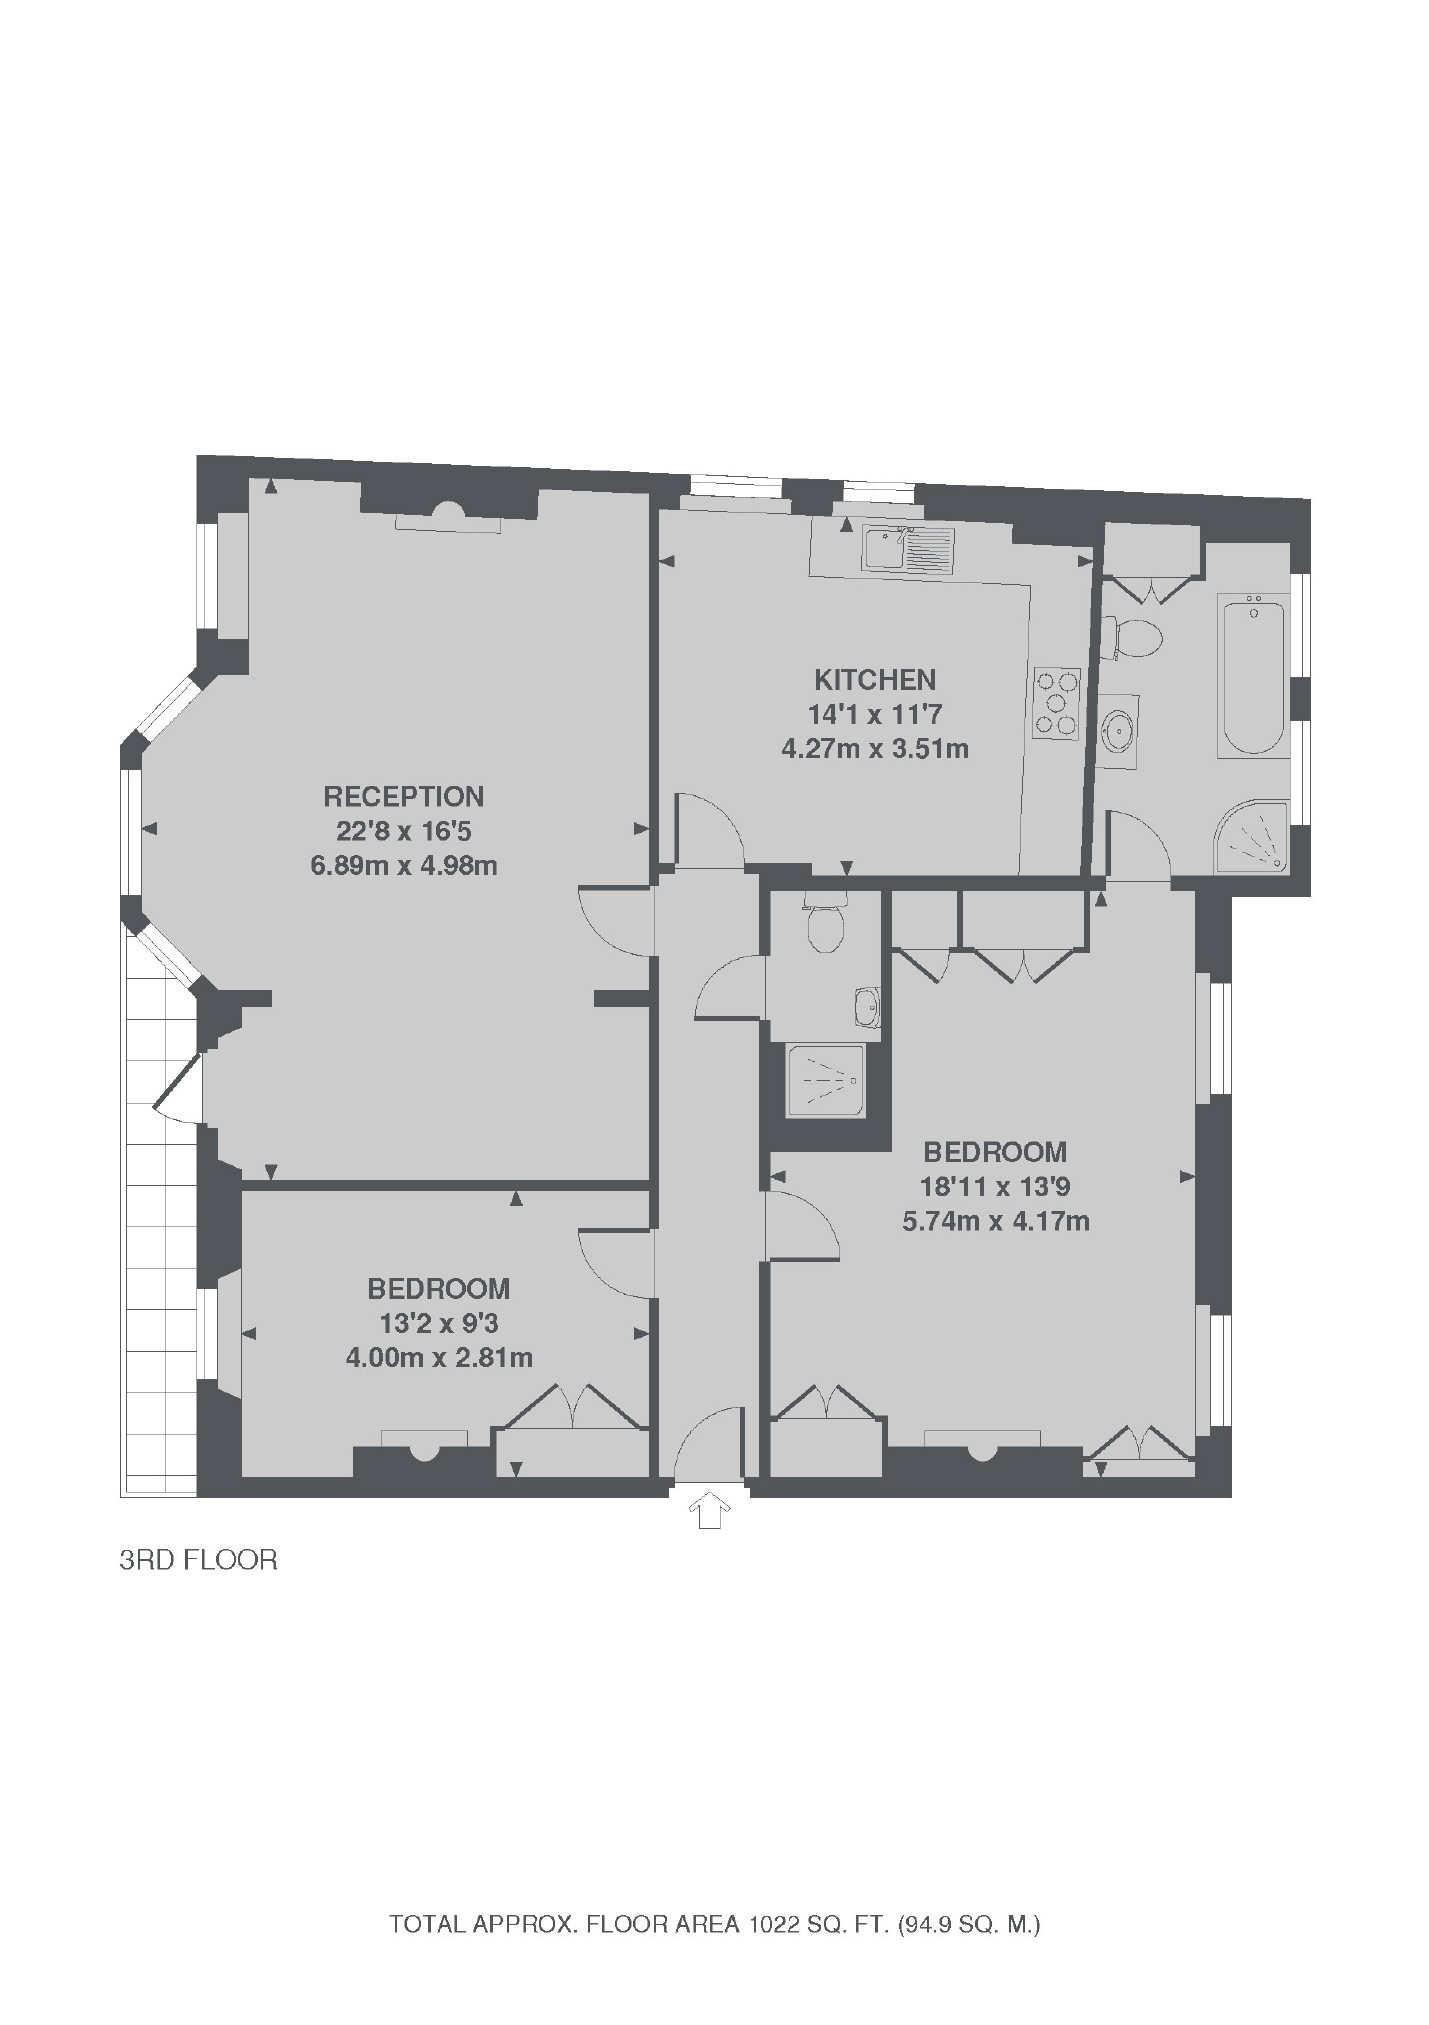 KITCHEN
14'1 x 11'7
4.27m x 3.51m
RECEPTION
22'8 x 16'5
6.89m x 4.98m
BEDROOM
18'11 x 13'9
5.74m x 4.17m
BEDROOM
13'2 x 9'3
4.00m x 2.81m
3RD FLOOR
TOTAL APPROX. FLOOR AREA 1022 SQ. FT. (94.9 SQ. M.)